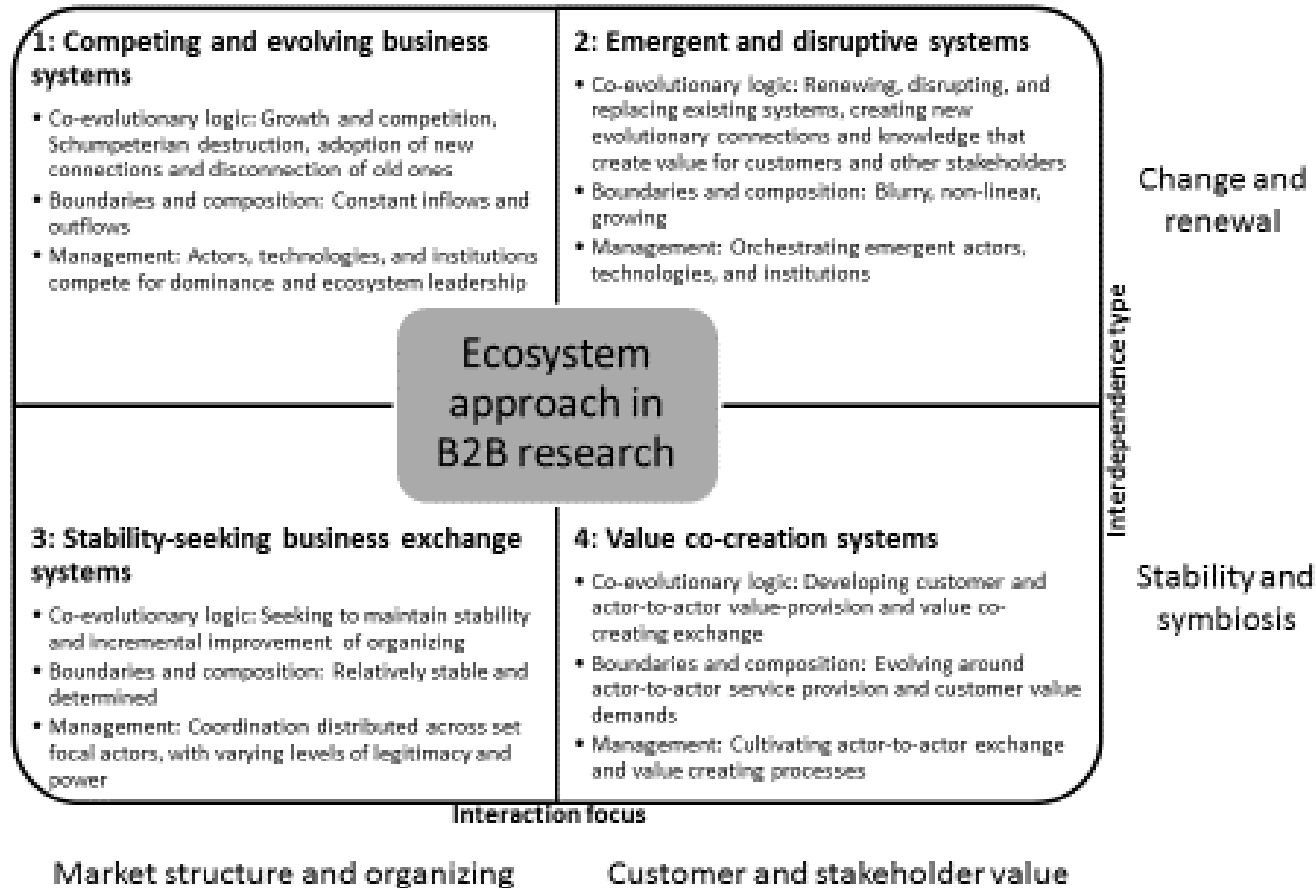 1: Competing and evolving business
systems
• Co-evolutionary logic: Growth and competition,
Schumpeterian destruction, adoption of new
connections and disconnection of old ones
• Boundaries and composition: Constant inflows and
outflows
• Management: Actors, technologies, and institutions
compete for dominance and ecosystem leadership
2: Emergent and disruptive systems
• Co-evolutionary logic: Renewing, disrupting, and
replacing existing systems, creating new
evolutionary connections and knowledge that
create value for customers and other stakeholders
• Boundaries and composition: Blurry, non-linear,
growing
• Management: Orchestrating emergent actors,
technologies, and institutions
Change and
renewal
Ecosystem
approach in
B2B research
Interdependence type
3: Stability-seeking business exchange
systems
• Co-evolutionary logic: Seeking to maintain stability
and incremental improvement of organizing
• Boundaries and composition: Relatively stable and
determined
• Management: Coordination distributed across set
focal actors, with varying levels of legitimacy and
power
4: Value co-creation systems
• Co-evolutionary logic: Developing customer and
actor-to-actor value-provision and value co-
creating exchange
• Boundaries and composition: Evolving around
actor-to-actor service provision and customer value
demands
• Management: Cultivating actor-to-actor exchange
and value creating processes
Stability and
symbiosis
Interaction focus
Market structure and organizing
Customer and stakeholder value